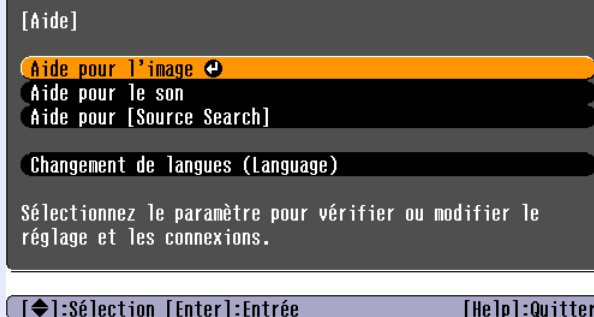 [Aide]
Aide pour l'image
Aide pour le son
Aide pour [Source Search]
Changement de langues (Language)
Sélectionnez le paramètre pour vérifier ou modifier le
réglage et les connexions.
[◆]:Sélection [Enter]:Entrée [Help]:Quitter